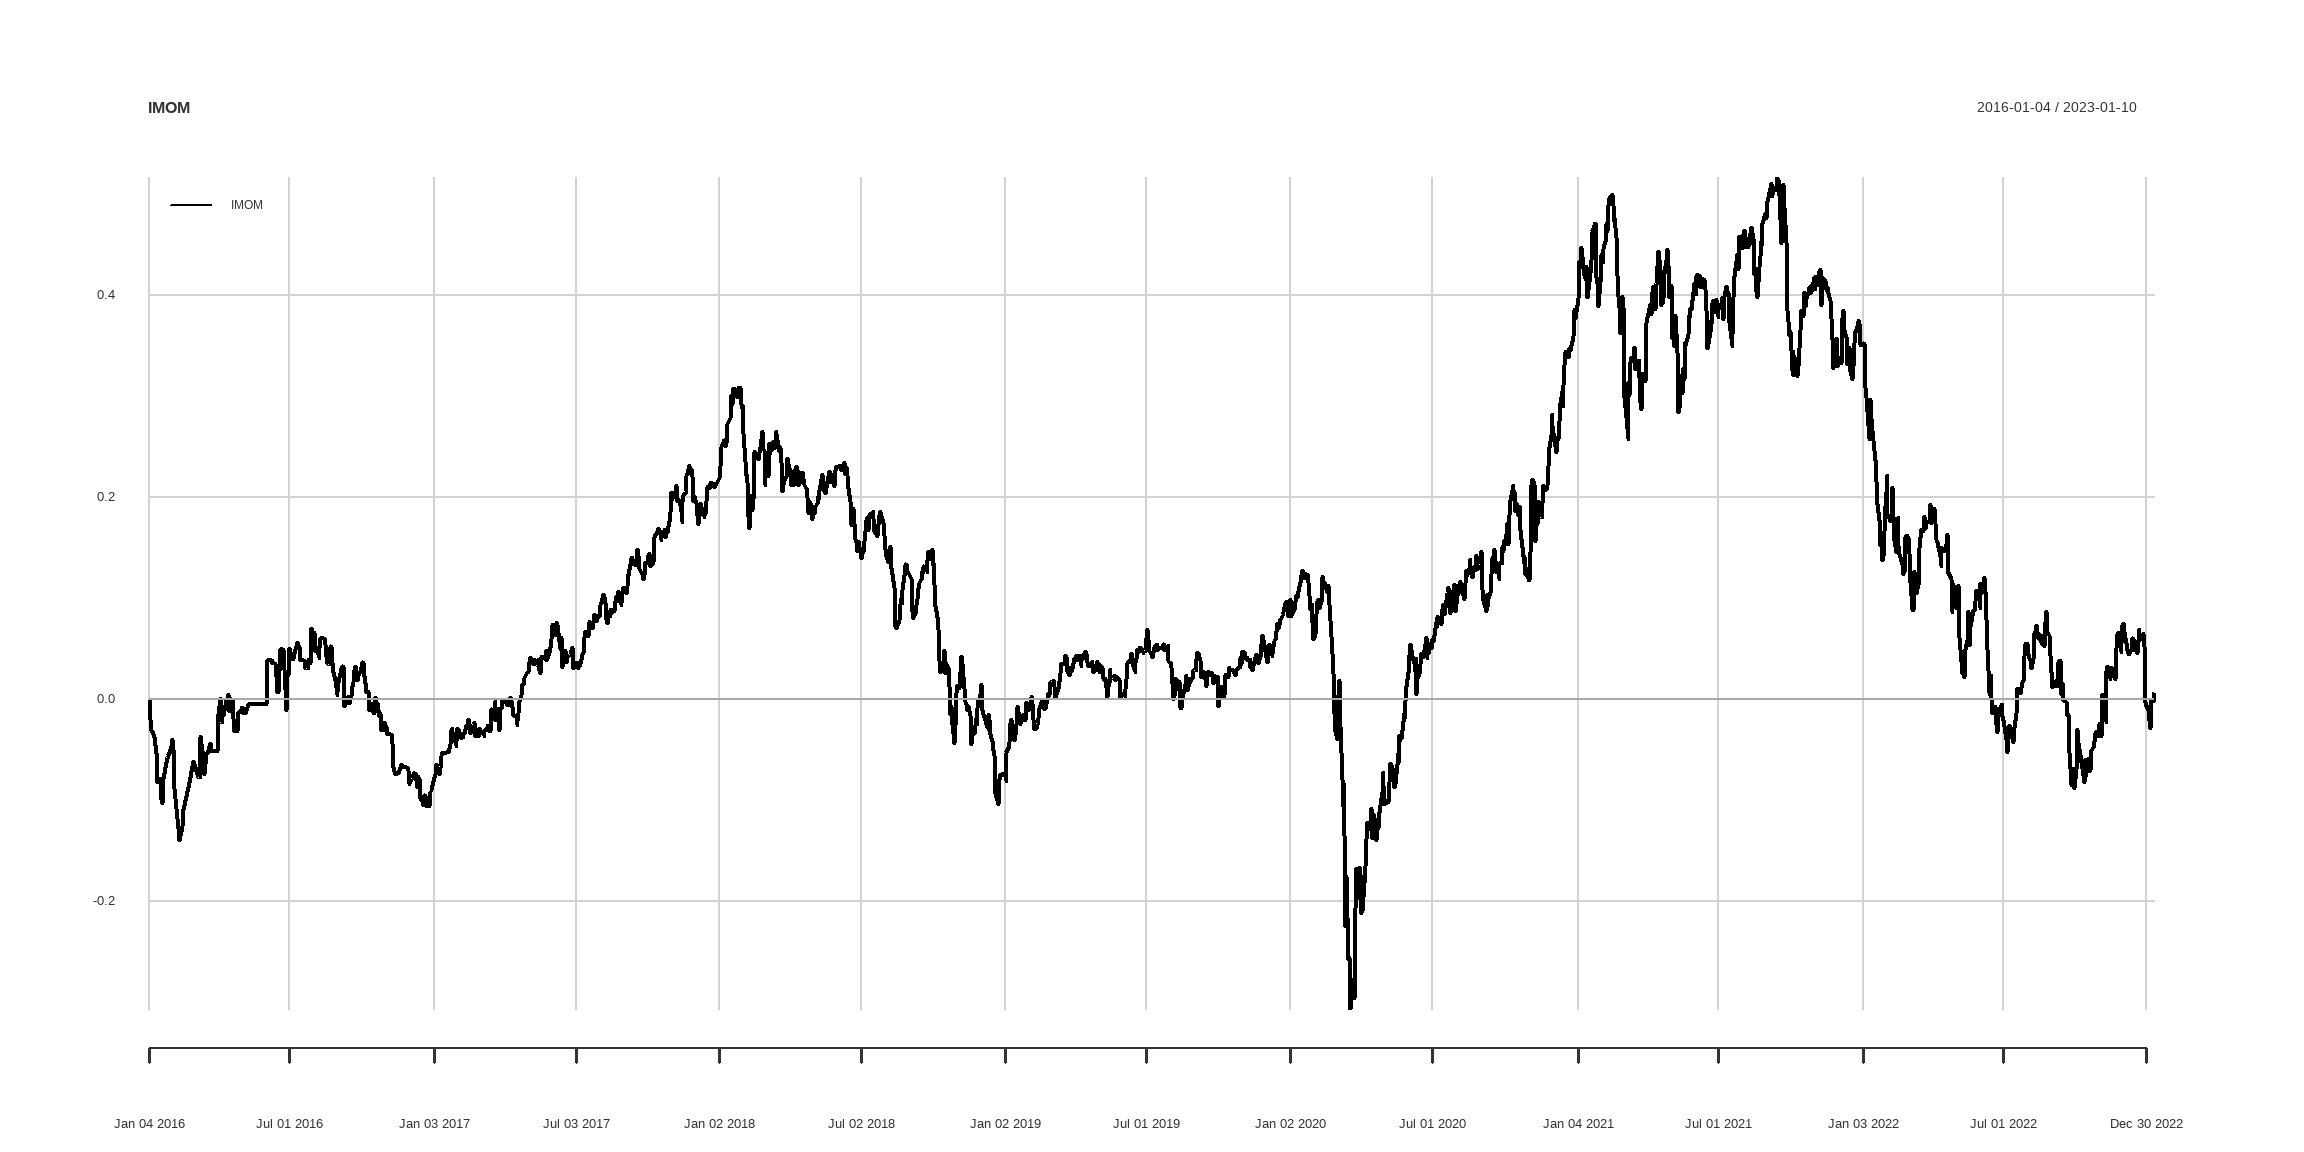 IMOM
2016-01-04 / 2023-01-10
IMOM
0.4
0.2
0.0
-0.2
Jan 04 2016
Jul 01 2016
Jan 03 2017
Jul 03 2017
Jan 02 2018
Jul 02 2018
Jan 02 2019
Jul 01 2019
Jan 02 2020
Jul 01 2020
Jan 04 2021
Jul 01 2021
Jan 03 2022
Jul 01 2022
Dec 30 2022